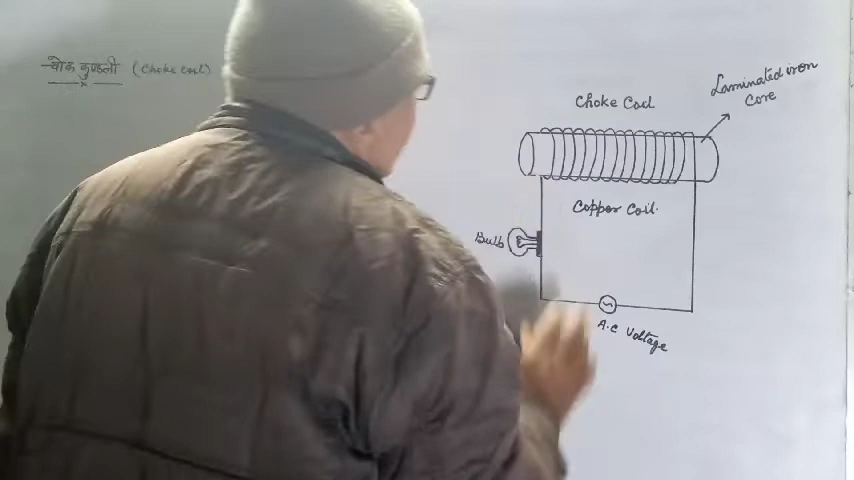 चोक कुण्डली (Choke Coil)
Choke Coil
Laminated iron
Core
Copper Coil.
Bulb
A.C Voltage